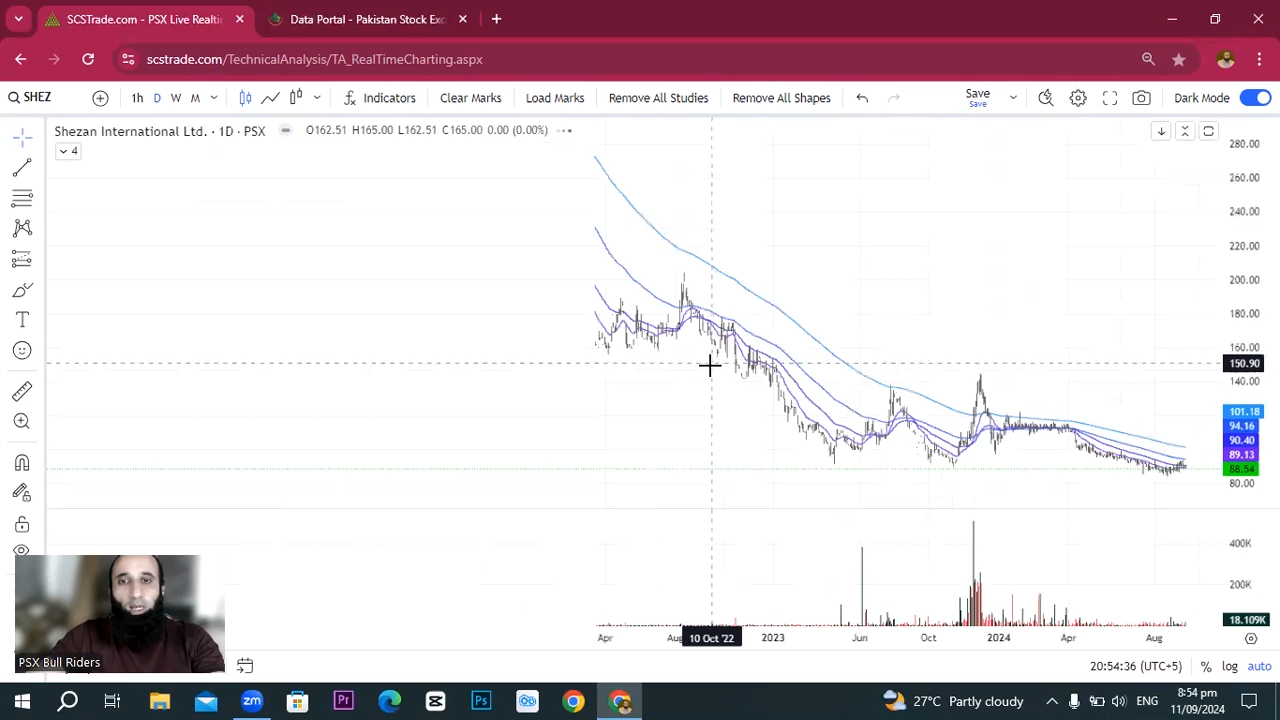 SCSTrade.com - PSX Live Realti
Data Portal - Pakistan Stock Exc
scstrade.com/TechnicalAnalysis/TA_RealTimeCharting.aspx
SHEZ
1h D W M
Indicators
Clear Marks
Load Marks
Remove All Studies
Remove All Shapes
Save
Save
Dark Mode
Shezan International Ltd. · 1D · PSX
O162.51 H165.00 L162.51 C165.00 0.00 (0.00%)
4
280.00
260.00
240.00
220.00
200.00
180.00
160.00
150.90
140.00
101.18
94.16
90.40
89.13
88.54
80.00
400K
200K
18.109K
Apr
Aug
10 Oct '22
2023
Jun
Oct
2024
Apr
Aug
PSX Bull Riders
20:54:36 (UTC+5)
%
log
auto
zm
Pr
Ps
27°C Partly cloudy
ENG
8:54 pm
11/09/2024